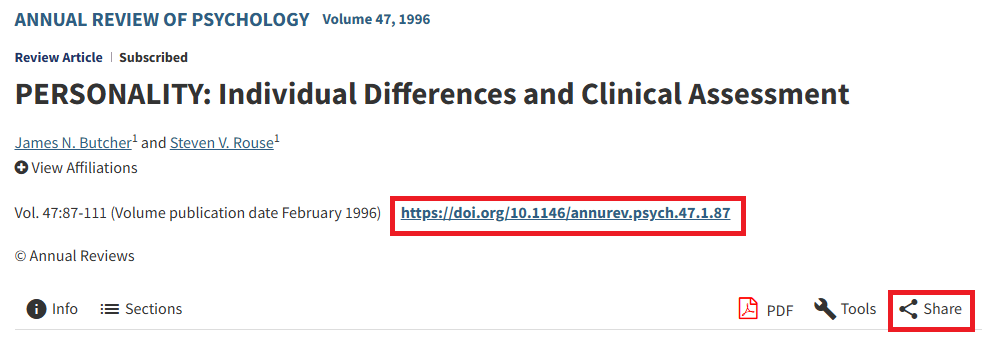 ANNUAL REVIEW OF PSYCHOLOGY Volume 47, 1996
Review Article | Subscribed
PERSONALITY: Individual Differences and Clinical Assessment
James N. Butcher1 and Steven V. Rouse1
View Affiliations
Vol. 47:87-111 (Volume publication date February 1996) https://doi.org/10.1146/annurev.psych.47.1.87
© Annual Reviews
Info Sections PDF Tools Share